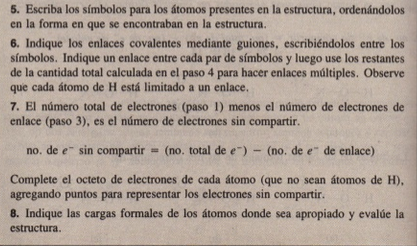 5. Escriba los símbolos para los átomos presentes en la estructura, ordenándolos
en la forma en que se encontraban en la estructura.
6. Indique los enlaces covalentes mediante guiones, escribiéndolos entre los
símbolos. Indique un enlace entre cada par de símbolos y luego use los restantes
de la cantidad total calculada en el paso 4 para hacer enlaces múltiples. Observe
que cada átomo de H está limitado a un enlace.
7. El número total de electrones (paso 1) menos el número de electrones de
enlace (paso 3), es el número de electrones sin compartir.
no. de e⁻ sin compartir = (no. total de e⁻) − (no. de e⁻ de enlace)
Complete el octeto de electrones de cada átomo (que no sean átomos de H),
agregando puntos para representar los electrones sin compartir.
8. Indique las cargas formales de los átomos donde sea apropiado y evalúe la
estructura.